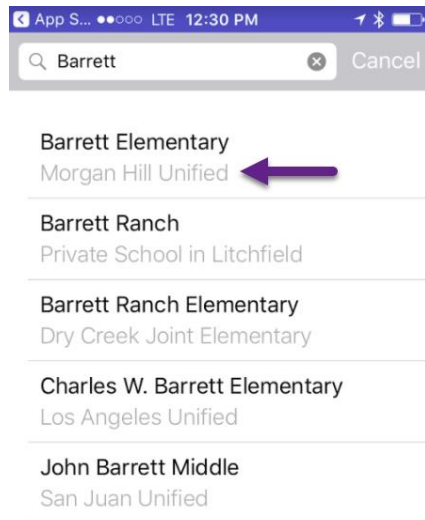 App S... LTE 12:30 PM
Barrett Cancel
Barrett Elementary
Morgan Hill Unified
Barrett Ranch
Private School in Litchfield
Barrett Ranch Elementary
Dry Creek Joint Elementary
Charles W. Barrett Elementary
Los Angeles Unified
John Barrett Middle
San Juan Unified